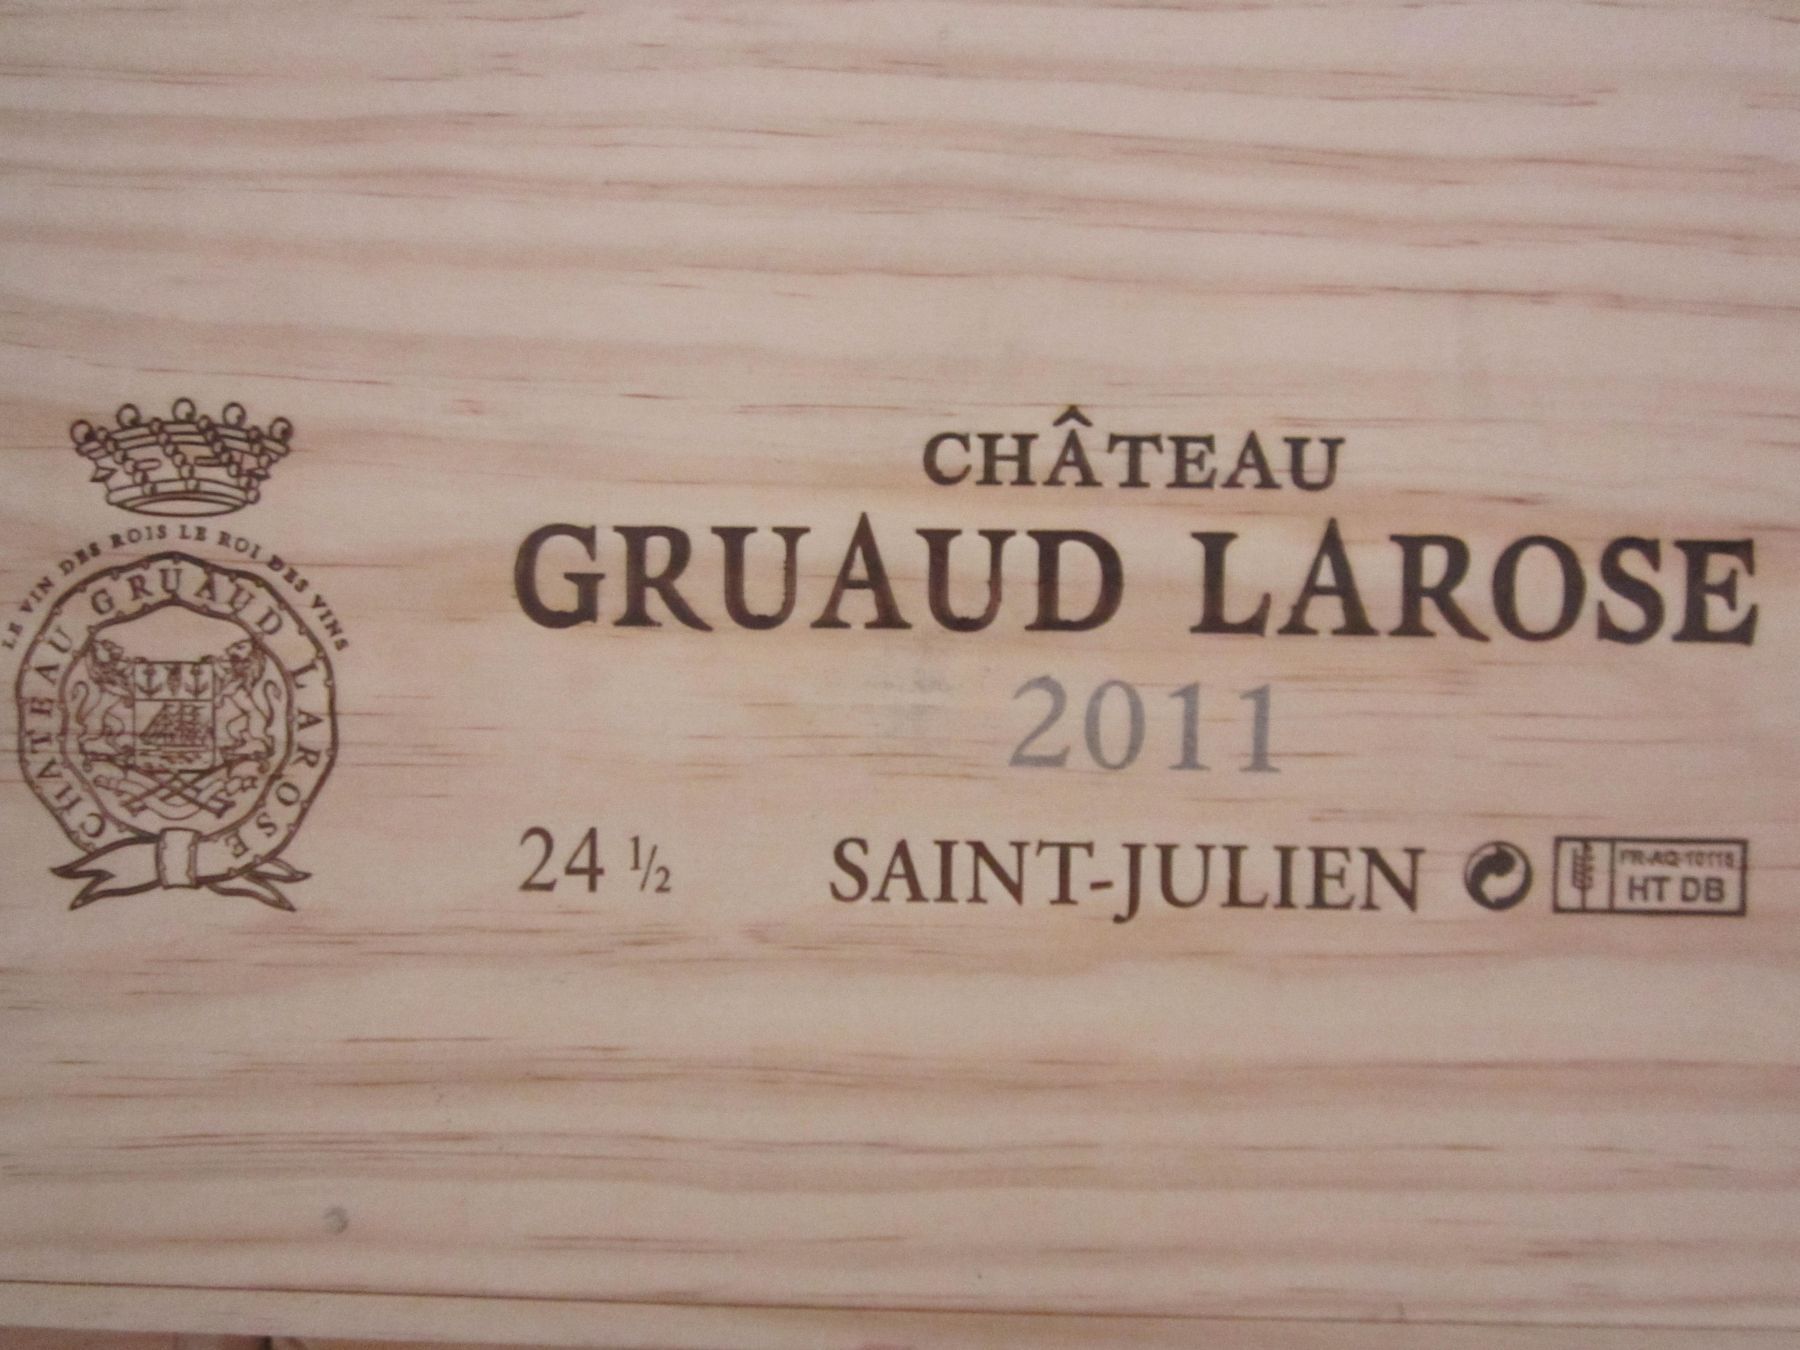 LE VIN DES ROIS LE ROI DES VINS
CHATEAU GRUAUD LAROSE
CHÂTEAU
GRUAUD LAROSE
2011
24 ½
SAINT-JULIEN
FR-AQ-10115
HT DB